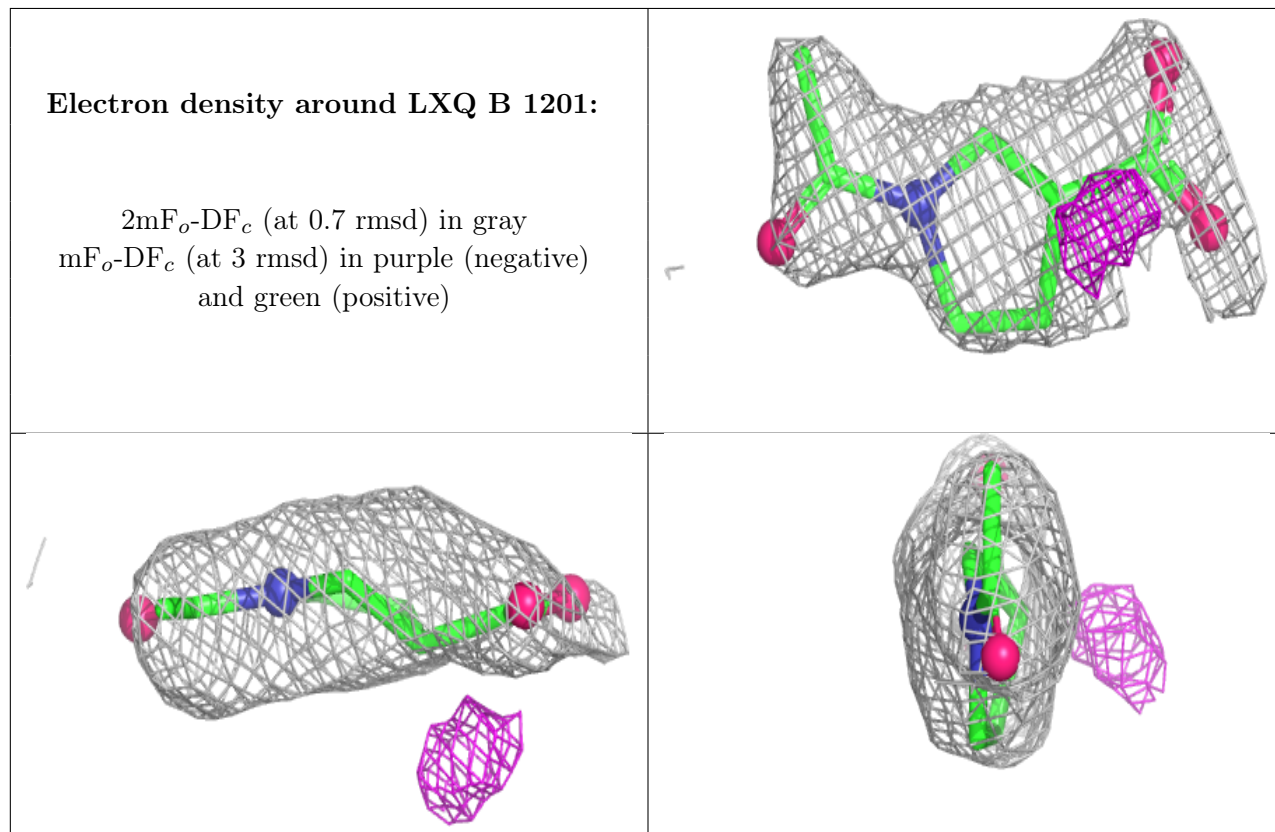 Electron density around LXQ B 1201:
2mFo-DFc (at 0.7 rmsd) in gray
mFo-DFc (at 3 rmsd) in purple (negative)
and green (positive)